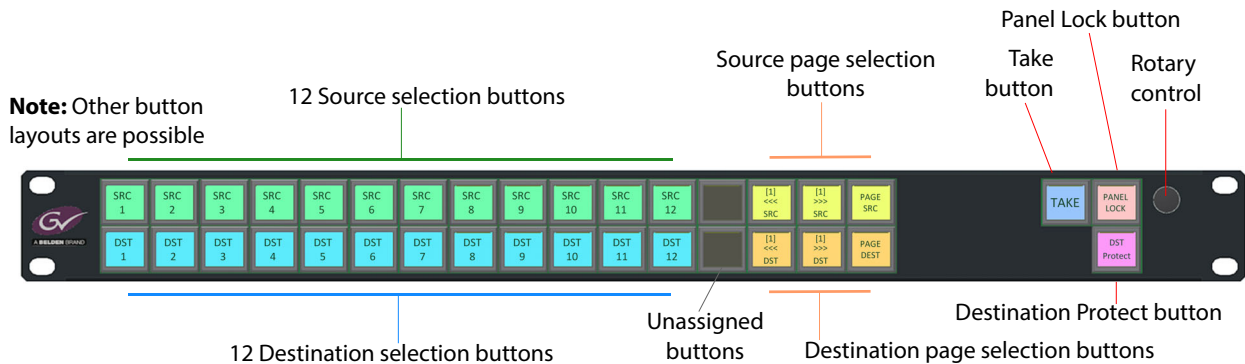 Panel Lock button
Source page selection
buttons
Take
button
Rotary
control
Note: Other button
layouts are possible
12 Source selection buttons
SRC 1
SRC 2
SRC 3
SRC 4
SRC 5
SRC 6
SRC 7
SRC 8
SRC 9
SRC 10
SRC 11
SRC 12
[1] <<< SRC
[1] >>> SRC
PAGE SRC
TAKE
PANEL LOCK
GV
A BELDEN BRAND
DST 1
DST 2
DST 3
DST 4
DST 5
DST 6
DST 7
DST 8
DST 9
DST 10
DST 11
DST 12
[1] <<< DST
[1] >>> DST
PAGE DEST
DST Protect
12 Destination selection buttons
Unassigned
buttons
Destination page selection buttons
Destination Protect button